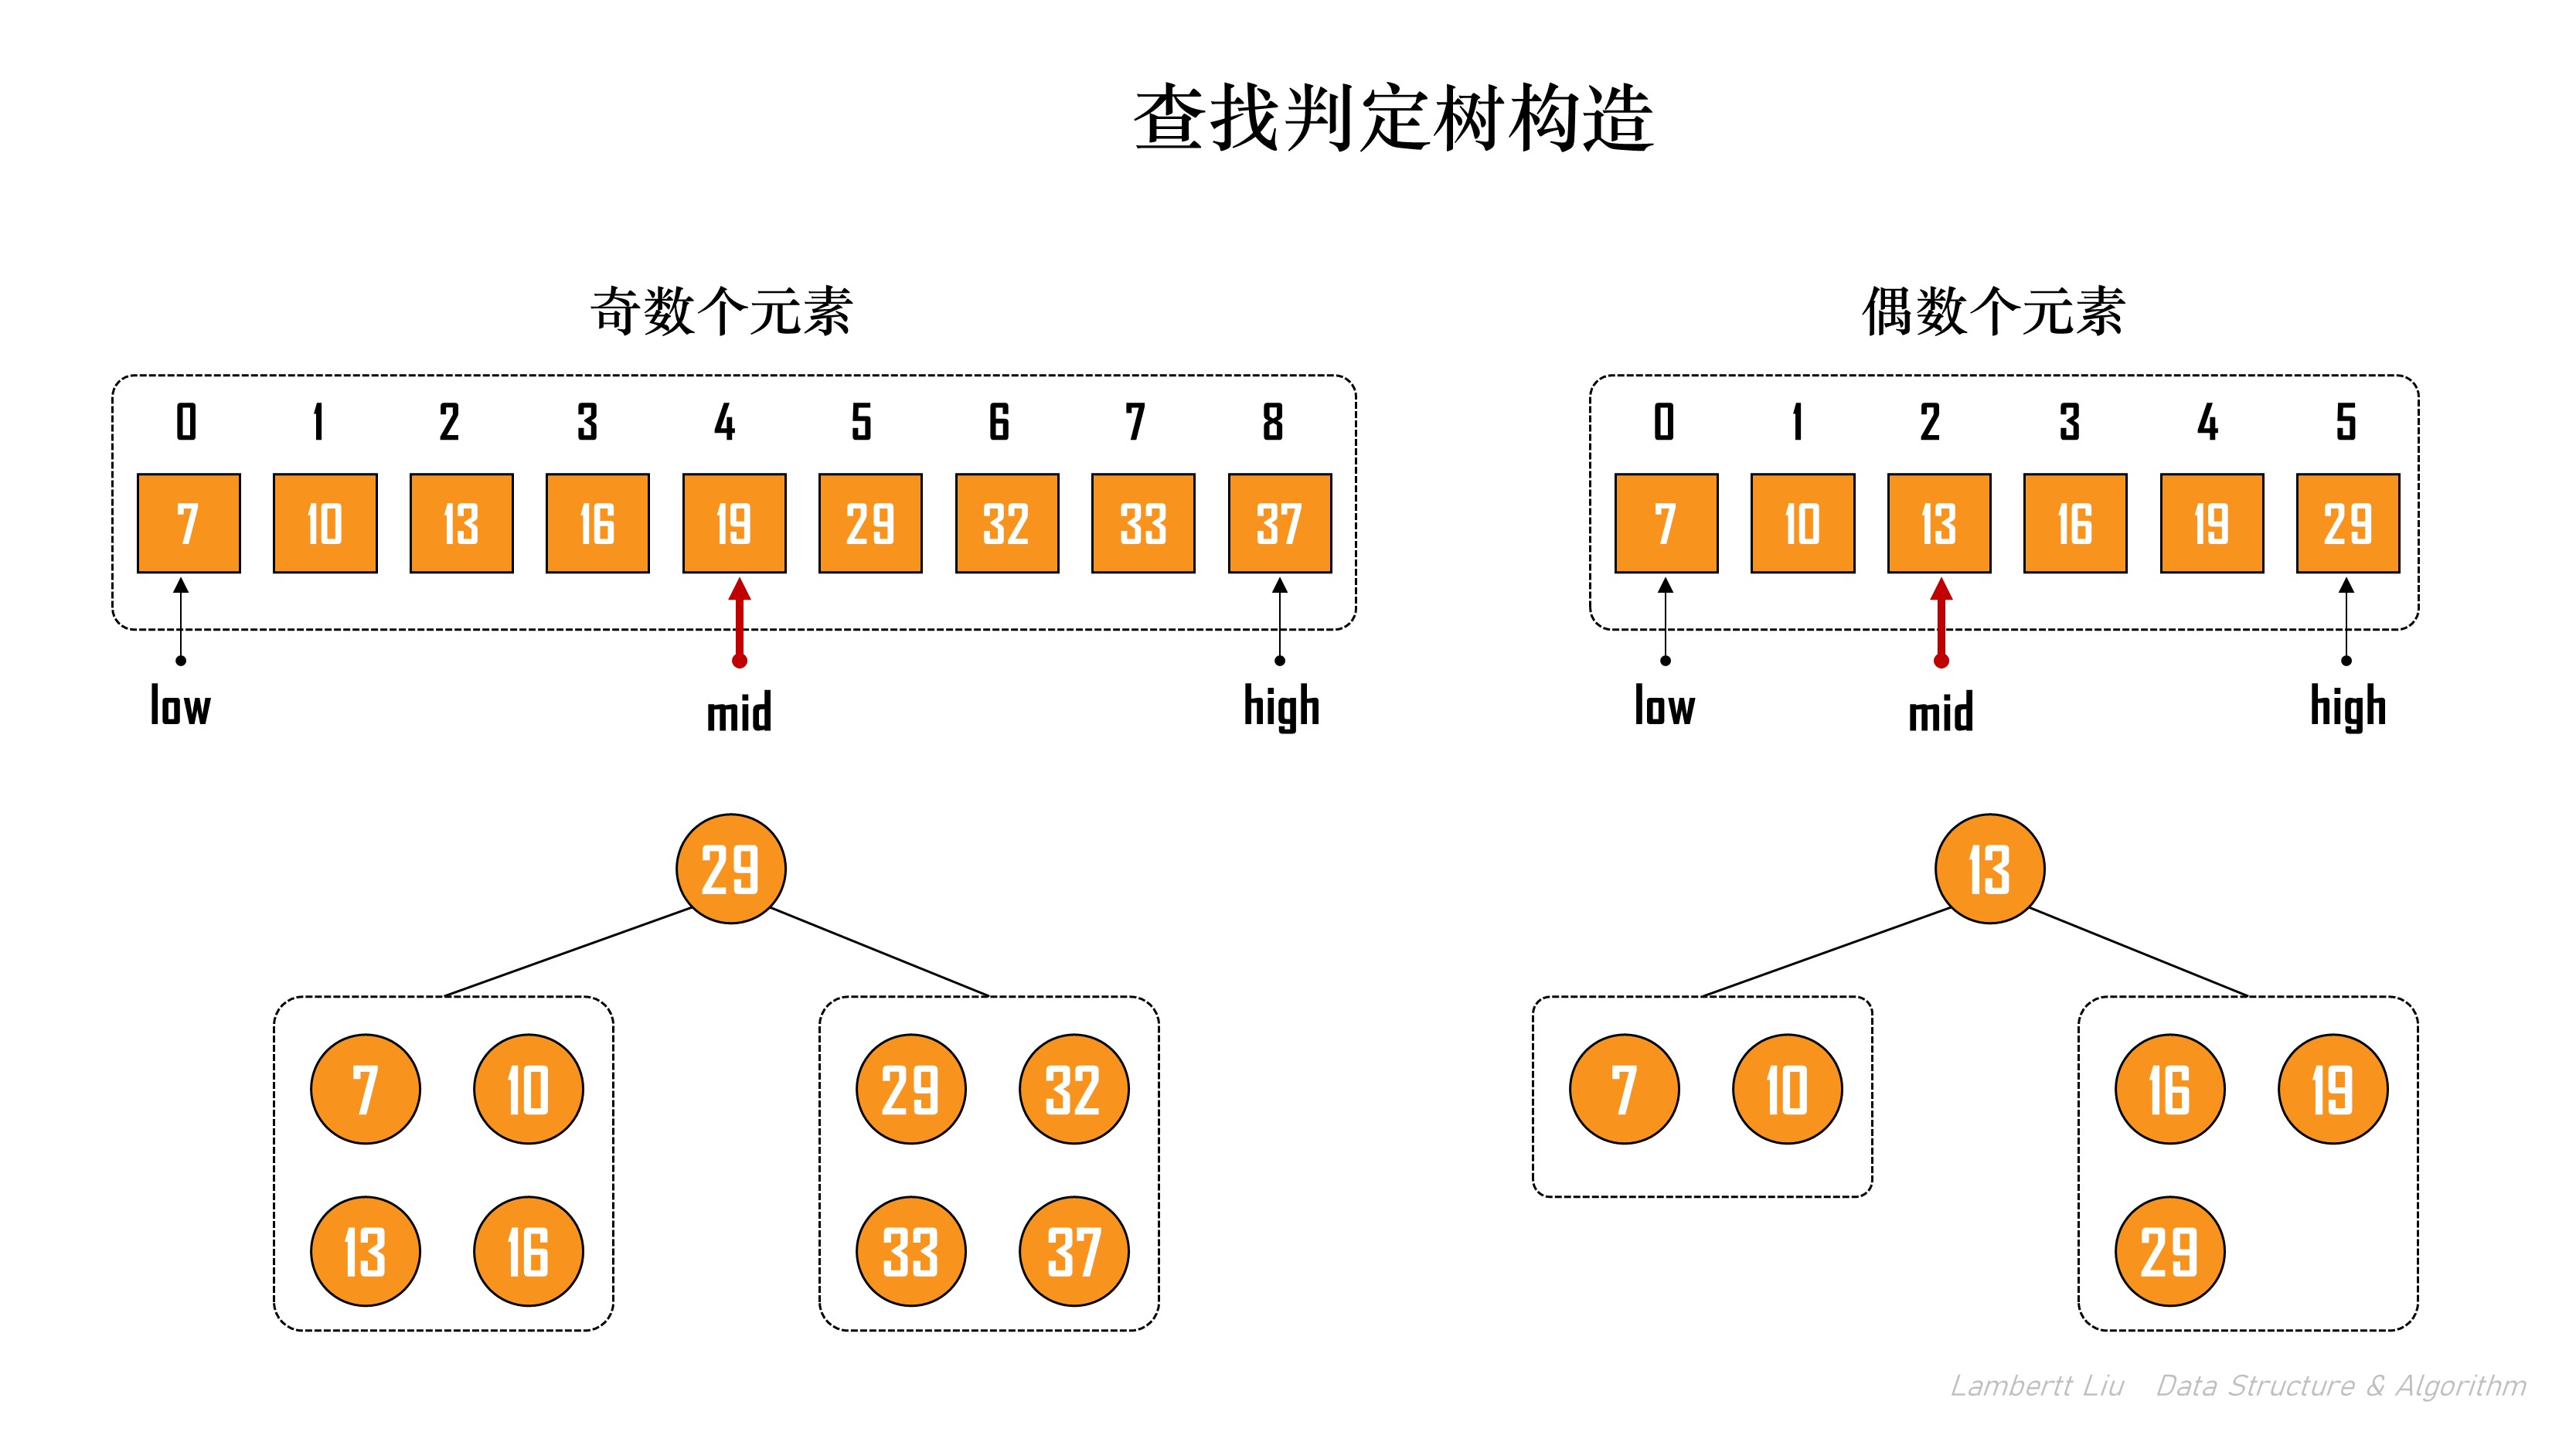 查找判定树构造
奇数个元素
0 1 2 3 4 5 6 7 8
7 10 13 16 19 29 32 33 37
low mid high
29
7 10 29 32
13 16 33 37
偶数个元素
0 1 2 3 4 5
7 10 13 16 19 29
low mid high
13
7 10 16 19
29
Lambertt Liu Data Structure & Algorithm